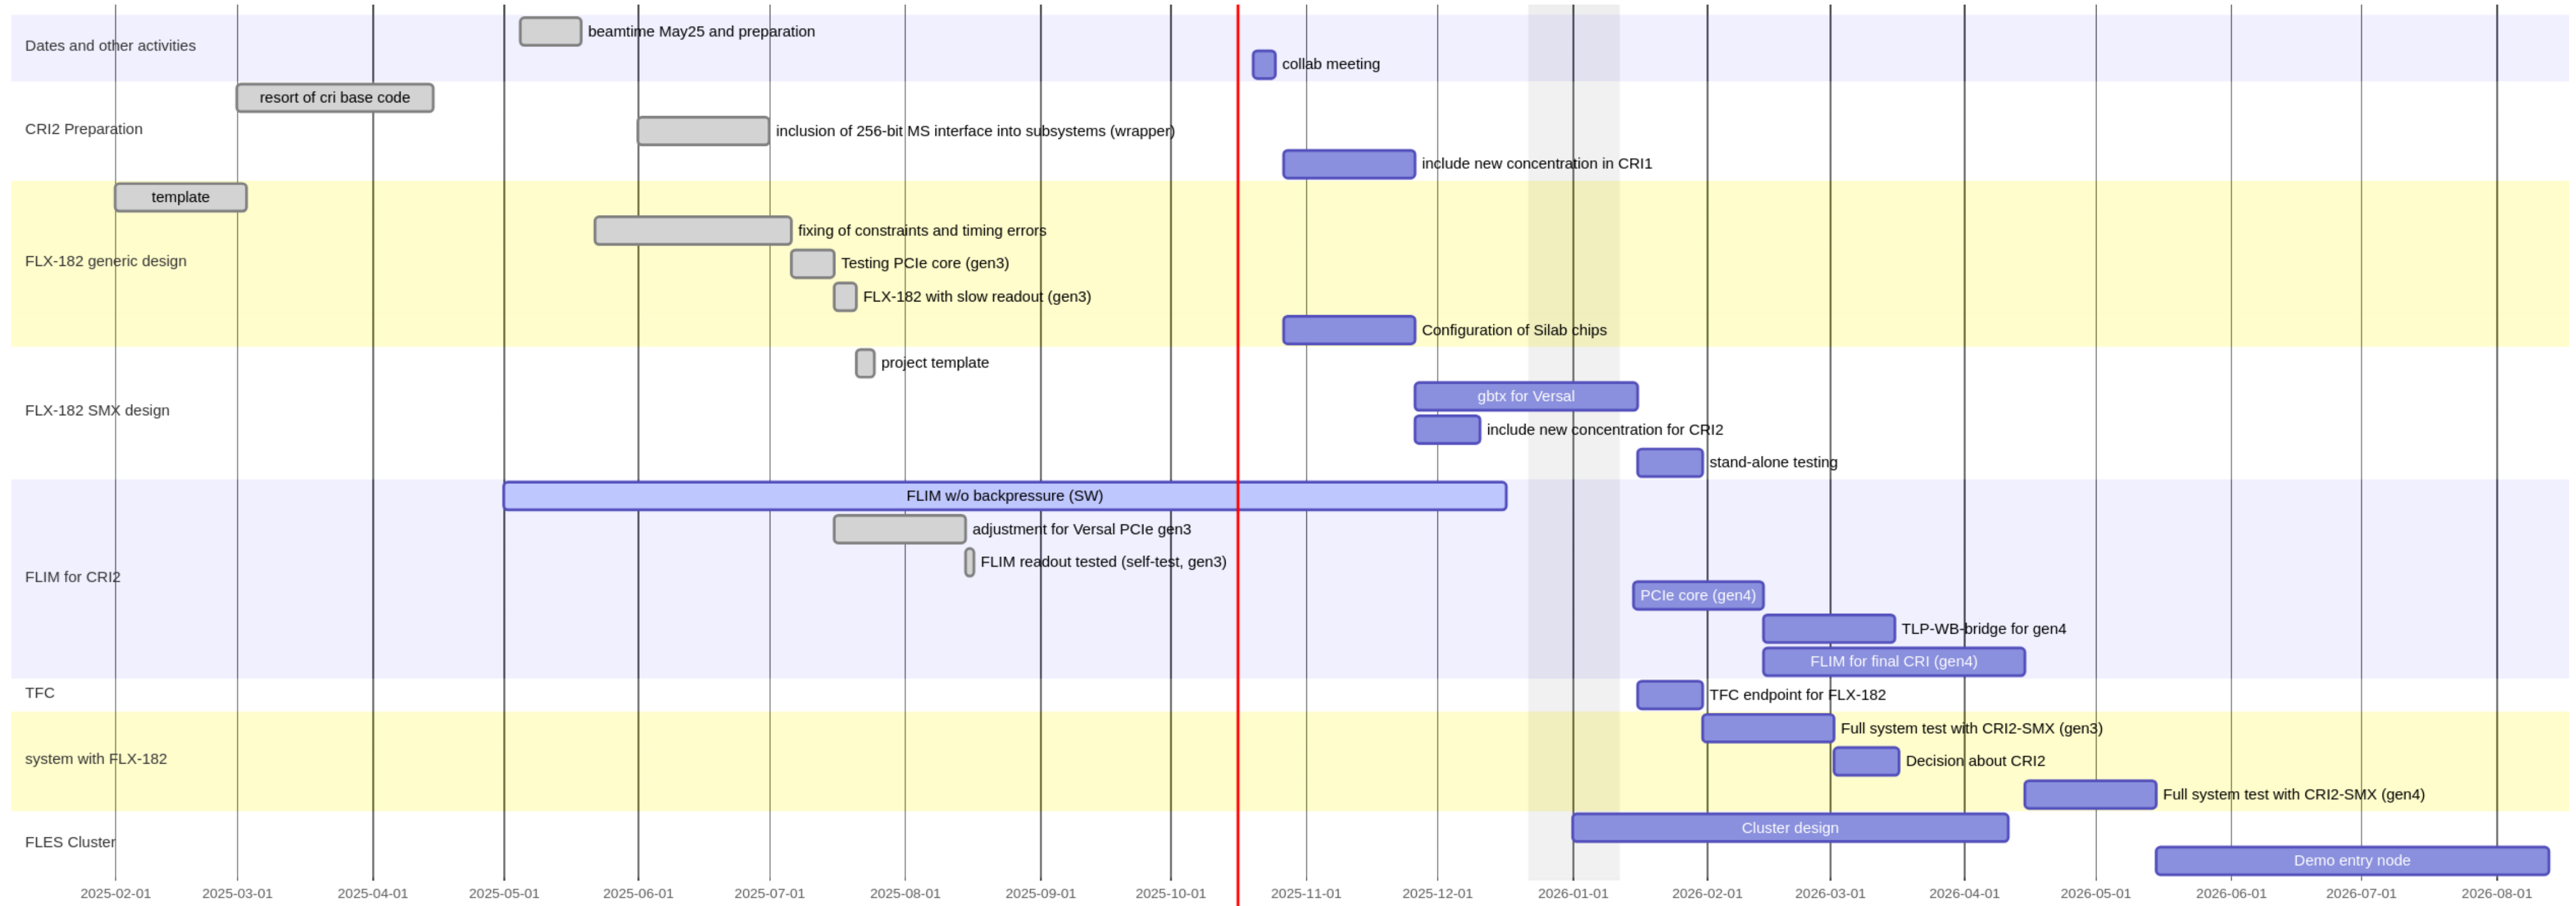 Dates and other activities
beamtime May25 and preparation
collab meeting
CRI2 Preparation
resort of cri base code
inclusion of 256-bit MS interface into subsystems (wrapper)
include new concentration in CRI1
FLX-182 generic design
template
fixing of constraints and timing errors
Testing PCIe core (gen3)
FLX-182 with slow readout (gen3)
Configuration of Silab chips
FLX-182 SMX design
project template
gbtx for Versal
include new concentration for CRI2
stand-alone testing
FLIM for CRI2
FLIM w/o backpressure (SW)
adjustment for Versal PCIe gen3
FLIM readout tested (self-test, gen3)
PCIe core (gen4)
TLP-WB-bridge for gen4
FLIM for final CRI (gen4)
TFC
TFC endpoint for FLX-182
system with FLX-182
Full system test with CRI2-SMX (gen3)
Decision about CRI2
Full system test with CRI2-SMX (gen4)
FLES Cluster
Cluster design
Demo entry node
2025-02-01 2025-03-01 2025-04-01 2025-05-01 2025-06-01 2025-07-01 2025-08-01 2025-09-01 2025-10-01 2025-11-01 2025-12-01 2026-01-01 2026-02-01 2026-03-01 2026-04-01 2026-05-01 2026-06-01 2026-07-01 2026-08-01